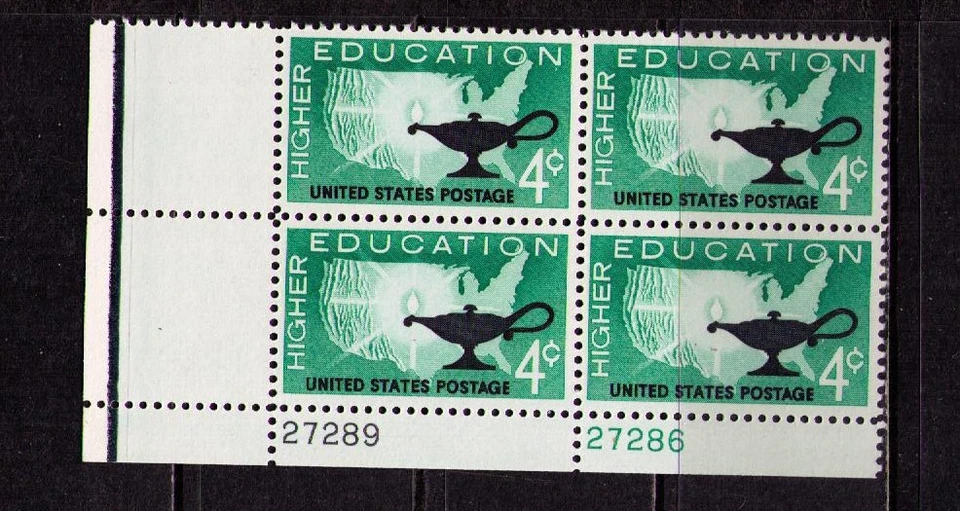 HIGHER EDUCATION
UNITED STATES POSTAGE 4¢
HIGHER EDUCATION
UNITED STATES POSTAGE 4¢
HIGHER EDUCATION
UNITED STATES POSTAGE 4¢
HIGHER EDUCATION
UNITED STATES POSTAGE 4¢
27289
27286